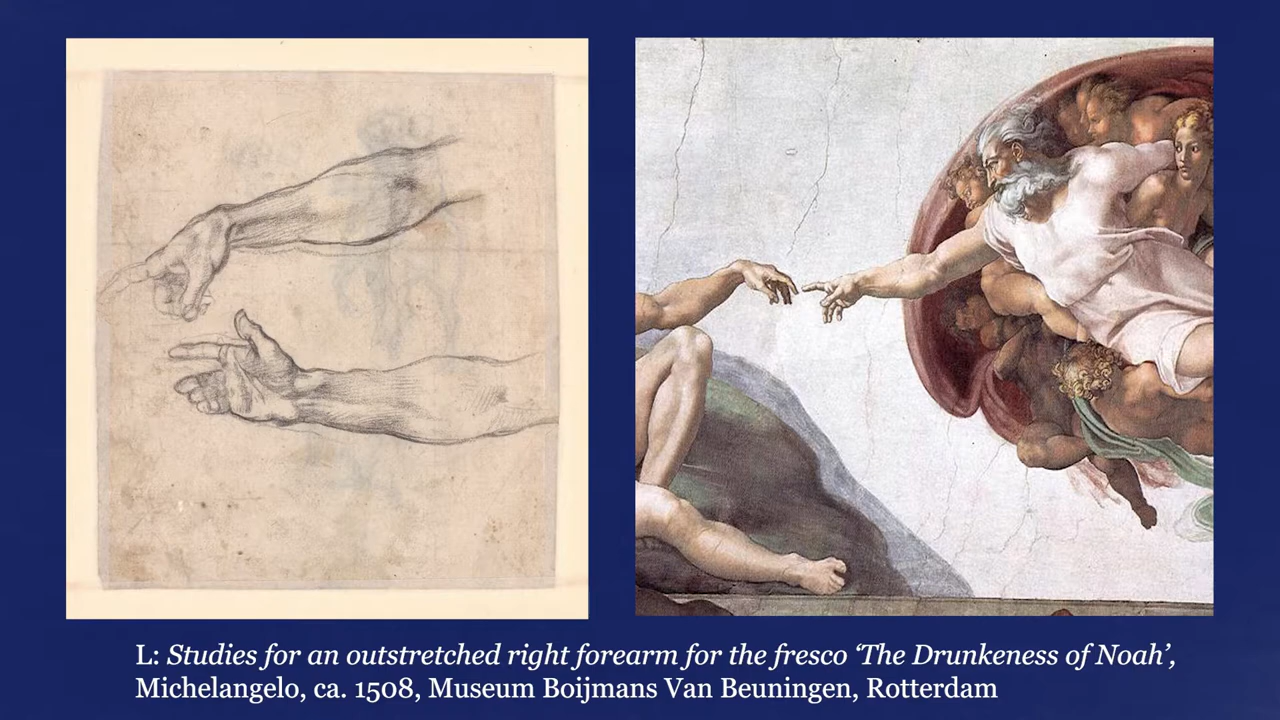 L: Studies for an outstretched right forearm for the fresco ‘The Drunkeness of Noah’,
Michelangelo, ca. 1508, Museum Boijmans Van Beuningen, Rotterdam